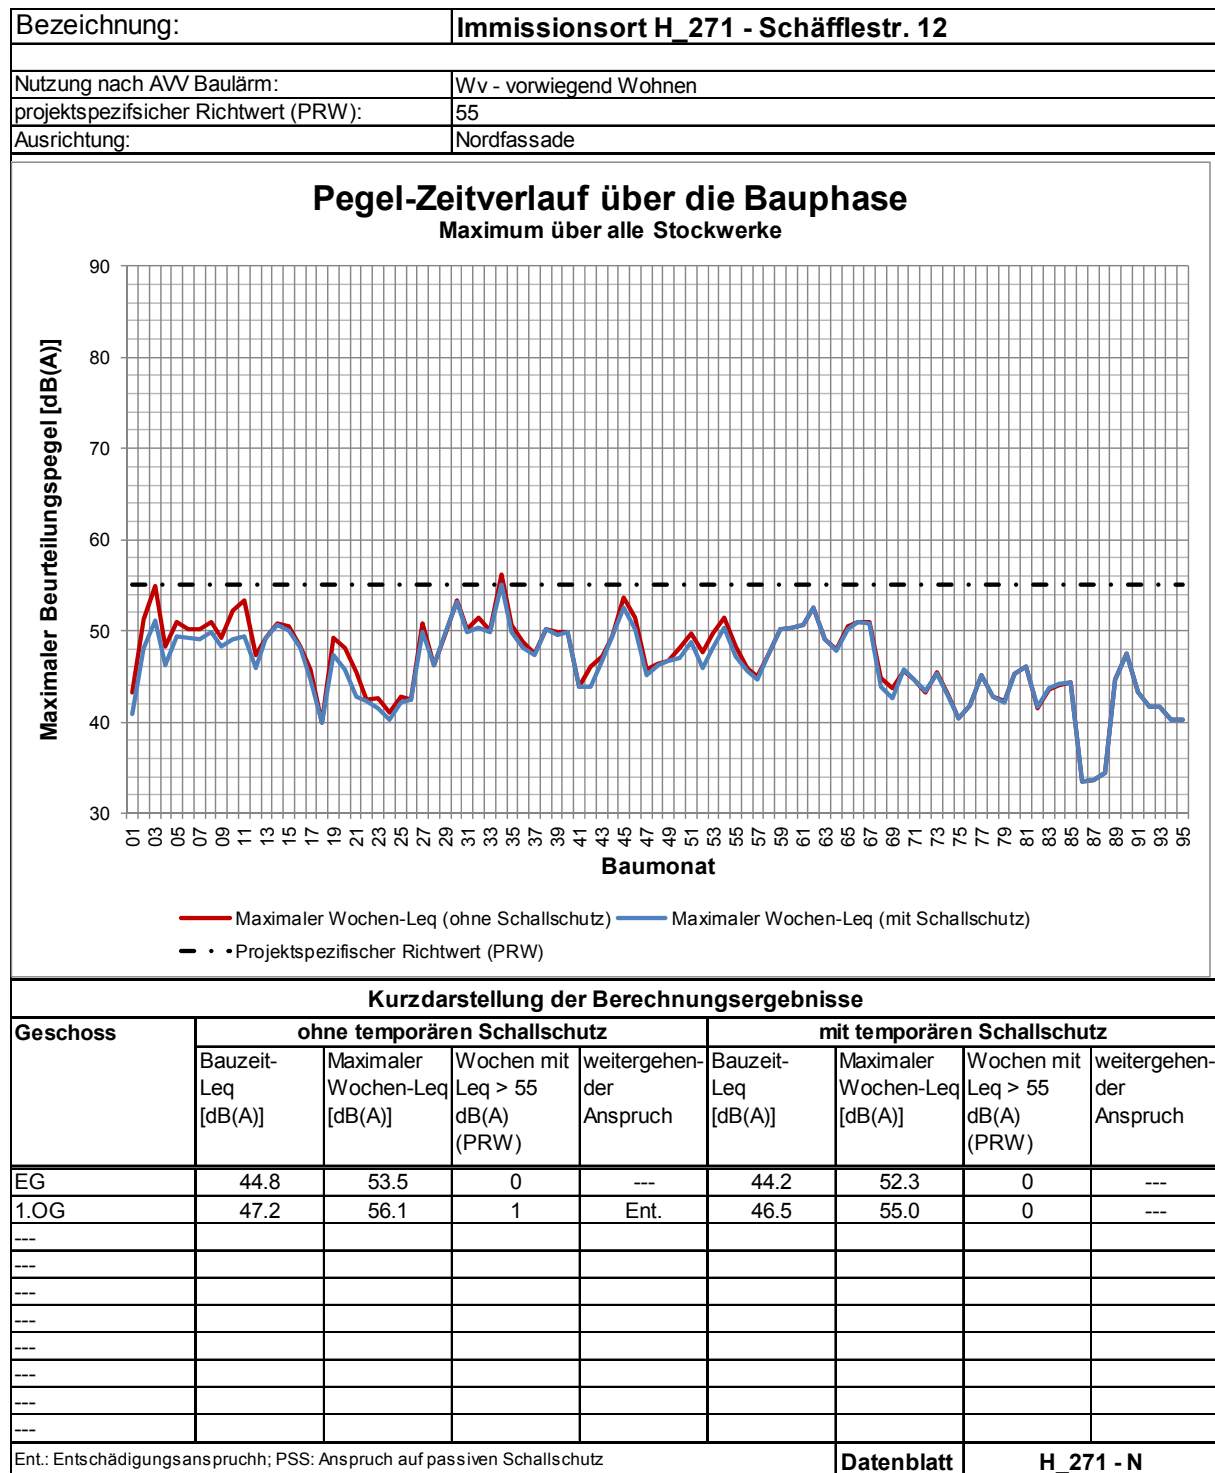 Bezeichnung: Immissionsort H_271 - Schäfflestr. 12
Nutzung nach AVV Baulärm: Wv - vorwiegend Wohnen
projektspezifsicher Richtwert (PRW): 55
Ausrichtung: Nordfassade
Pegel-Zeitverlauf über die Bauphase
Maximum über alle Stockwerke
Maximaler Beurteilungspegel [dB(A)]
90
80
70
60
50
40
30
01 03 05 07 09 11 13 15 17 19 21 23 25 27 29 31 33 35 37 39 41 43 45 47 49 51 53 55 57 59 61 63 65 67 69 71 73 75 77 79 81 83 85 87 89 91 93 95
Baumonat
Maximaler Wochen-Leq (ohne Schallschutz) Maximaler Wochen-Leq (mit Schallschutz)
Projektspezifischer Richtwert (PRW)
Kurzdarstellung der Berechnungsergebnisse
Geschoss ohne temporären Schallschutz mit temporären Schallschutz
Bauzeit- Maximaler Wochen mit weitergehen- Bauzeit- Maximaler Wochen mit weitergehen-
Leq Wochen-Leq Leq > 55 der Leq Wochen-Leq Leq > 55 der
[dB(A)] [dB(A)] dB(A) Anspruch [dB(A)] [dB(A)] dB(A) Anspruch
(PRW) (PRW)
EG 44.8 53.5 0 --- 44.2 52.3 0 ---
1.OG 47.2 56.1 1 Ent. 46.5 55.0 0 ---
---
---
---
---
---
---
---
---
Ent.: Entschädigungsanspruchh; PSS: Anspruch auf passiven Schallschutz Datenblatt H_271 - N